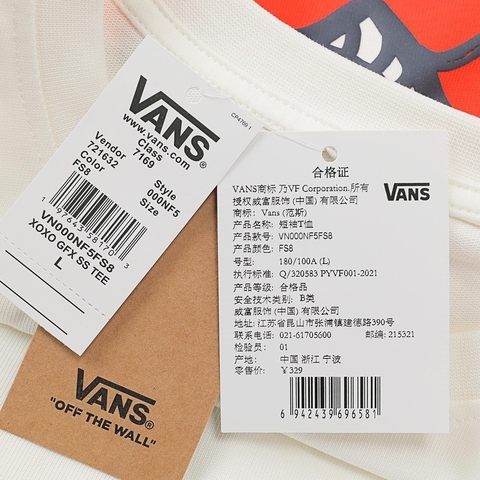 VANS
www.vans.com
Vendor
721632
Class
7169
Color
FS8
Style
000NF5
Size
VN000NF5FS8
XOXO GFX SS TEE
L
VANS
"OFF THE WALL"
合格证
VANS
VANS商标 乃VF Corporation.所有
授权威富服饰 (中国) 有限公司
商标: Vans (范斯)
产品名称: 短袖T恤
产品款号: VN000NF5FS8
产品颜色: FS8
号型: 180/100A (L)
执行标准: Q/320583 PYVF001-2021
产品等级: 合格品
安全技术类别: B类
威富服饰 (中国) 有限公司
地址: 江苏省昆山市张浦镇建德路390号
联系电话: 021-61705600 邮编: 215321
检验员: 01
产地: 中国 浙江 宁波
零售价: ￥329
6 942439 696581